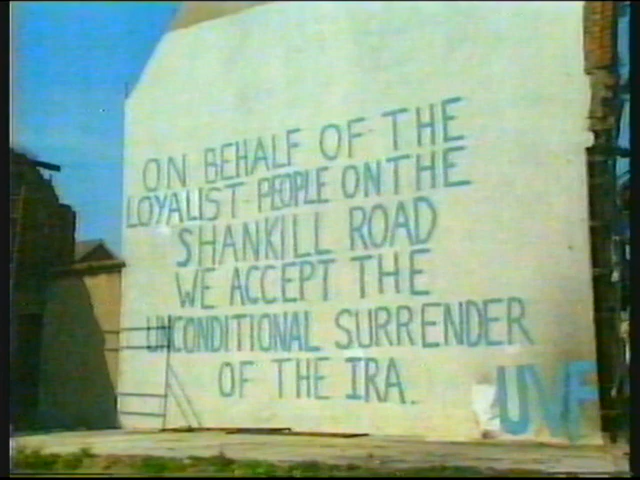 ON BEHALF OF THE
LOYALIST PEOPLE ON THE
SHANKILL ROAD
WE ACCEPT THE
UNCONDITIONAL SURRENDER
OF THE IRA.
UVF